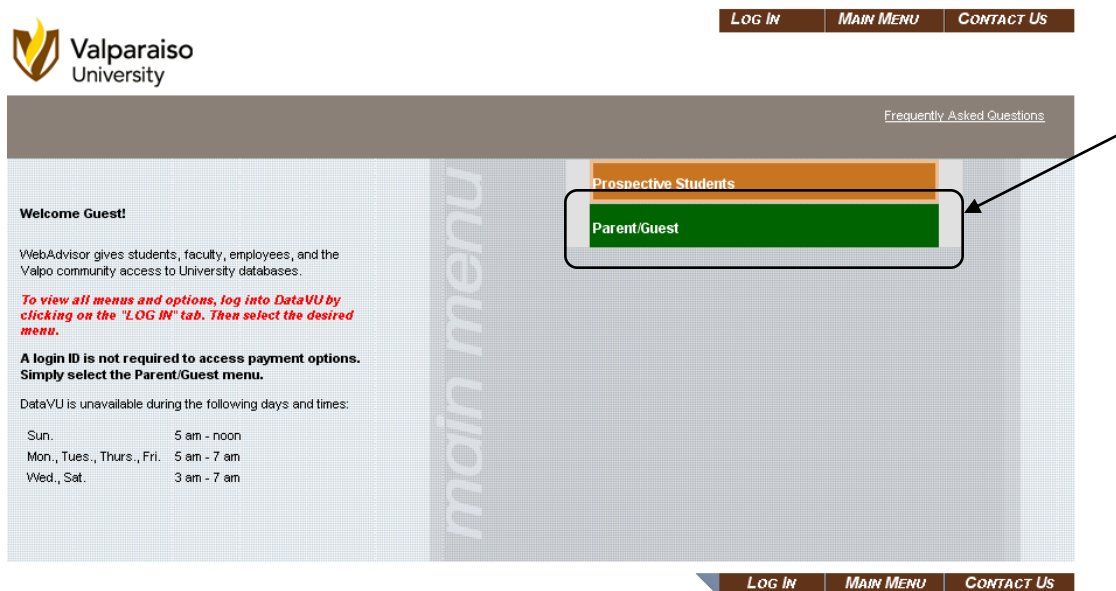 LOG IN MAIN MENU CONTACT US
Valparaiso
University
Frequently Asked Questions
main menu
Prospective Students
Parent/Guest
Welcome Guest!
WebAdvisor gives students, faculty, employees, and the
Valpo community access to University databases.
To view all menus and options, log into DataVU by
clicking on the "LOG IN" tab. Then select the desired
menu.
A login ID is not required to access payment options.
Simply select the Parent/Guest menu.
DataVU is unavailable during the following days and times:
Sun. 5 am - noon
Mon., Tues., Thurs., Fri. 5 am - 7 am
Wed., Sat. 3 am - 7 am
LOG IN MAIN MENU CONTACT US